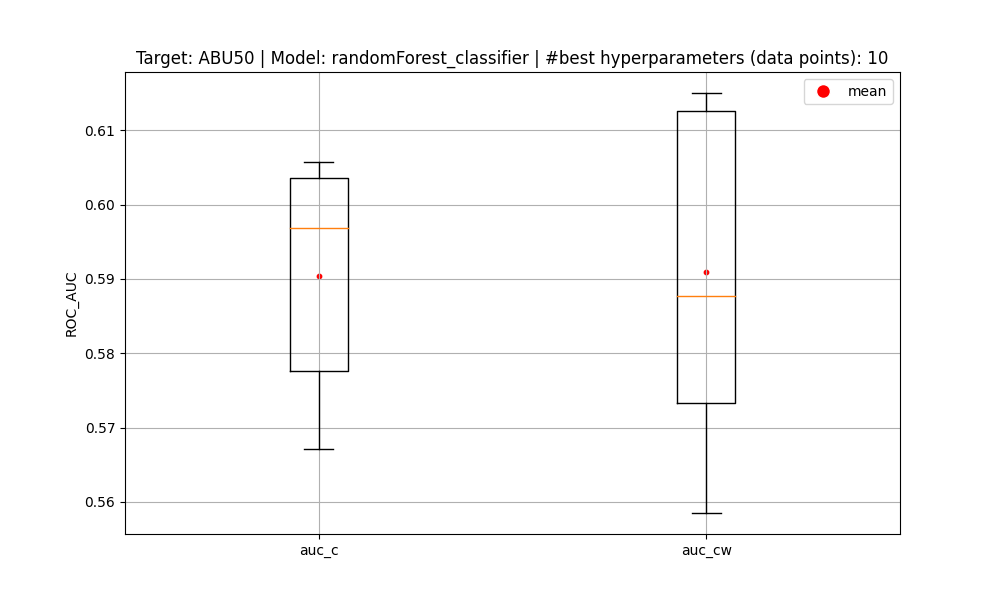 Target: ABU50 | Model: randomForest_classifier | #best hyperparameters (data points): 10
mean
0.61
0.60
0.59
0.58
0.57
0.56
ROC_AUC
auc_c
auc_cw